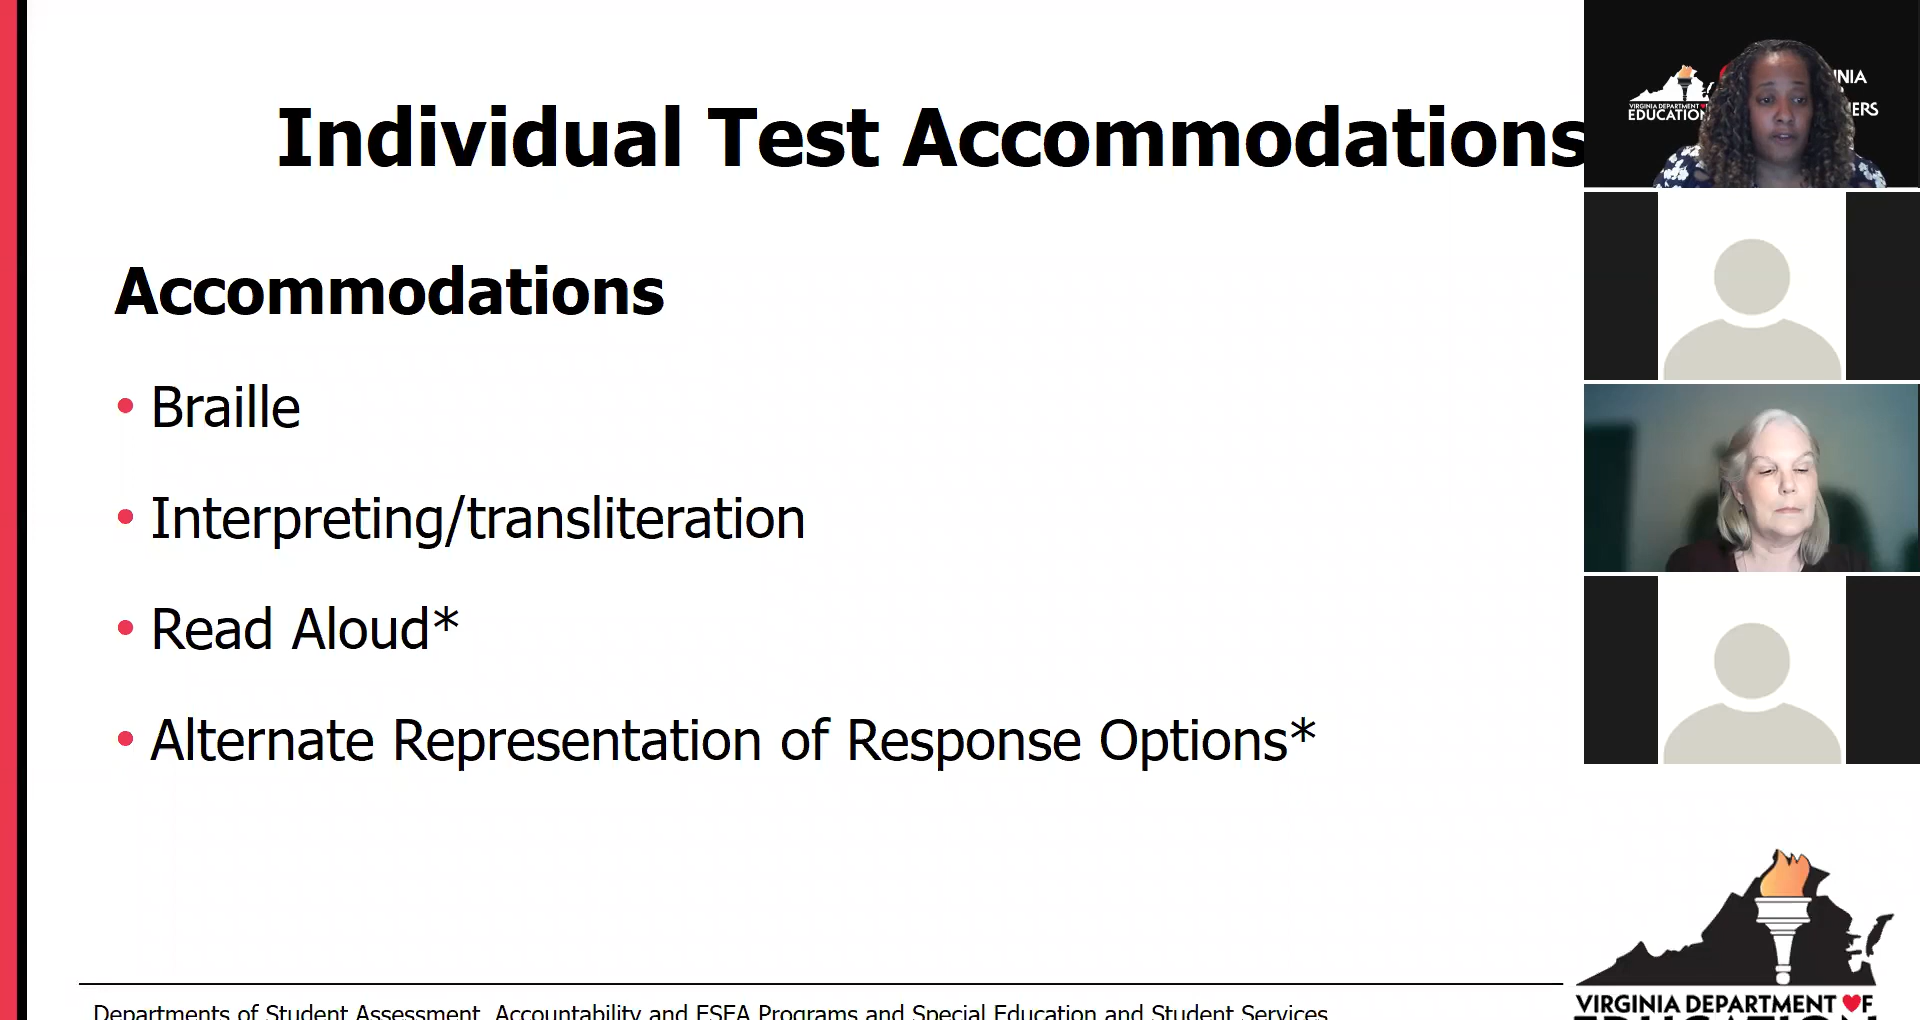 Individual Test Accommodations
Accommodations
• Braille
• Interpreting/transliteration
• Read Aloud*
• Alternate Representation of Response Options*
Departments of Student Assessment, Accountability and ESEA Programs and Special Education and Student Services
VIRGINIA DEPARTMENT OF
EDUCATION
VIRGINIA DEPARTMENT
EDUCATION